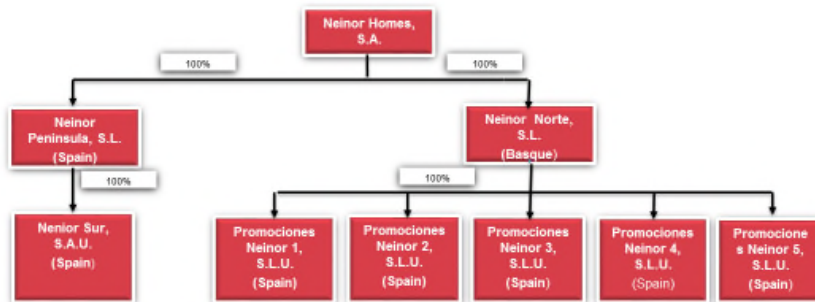 Neinor Homes,
S.A.
100%
100%
Neinor
Peninsula, S.L.
(Spain)
Neinor Norte,
S.L.
(Basque)
100%
100%
Nenior Sur,
S.A.U.
(Spain)
Promociones
Neinor 1,
S.L.U.
(Spain)
Promociones
Neinor 2,
S.L.U.
(Spain)
Promociones
Neinor 3,
S.L.U.
(Spain)
Promociones
Neinor 4,
S.L.U.
(Spain)
Promocione
s Neinor 5,
S.L.U.
(Spain)